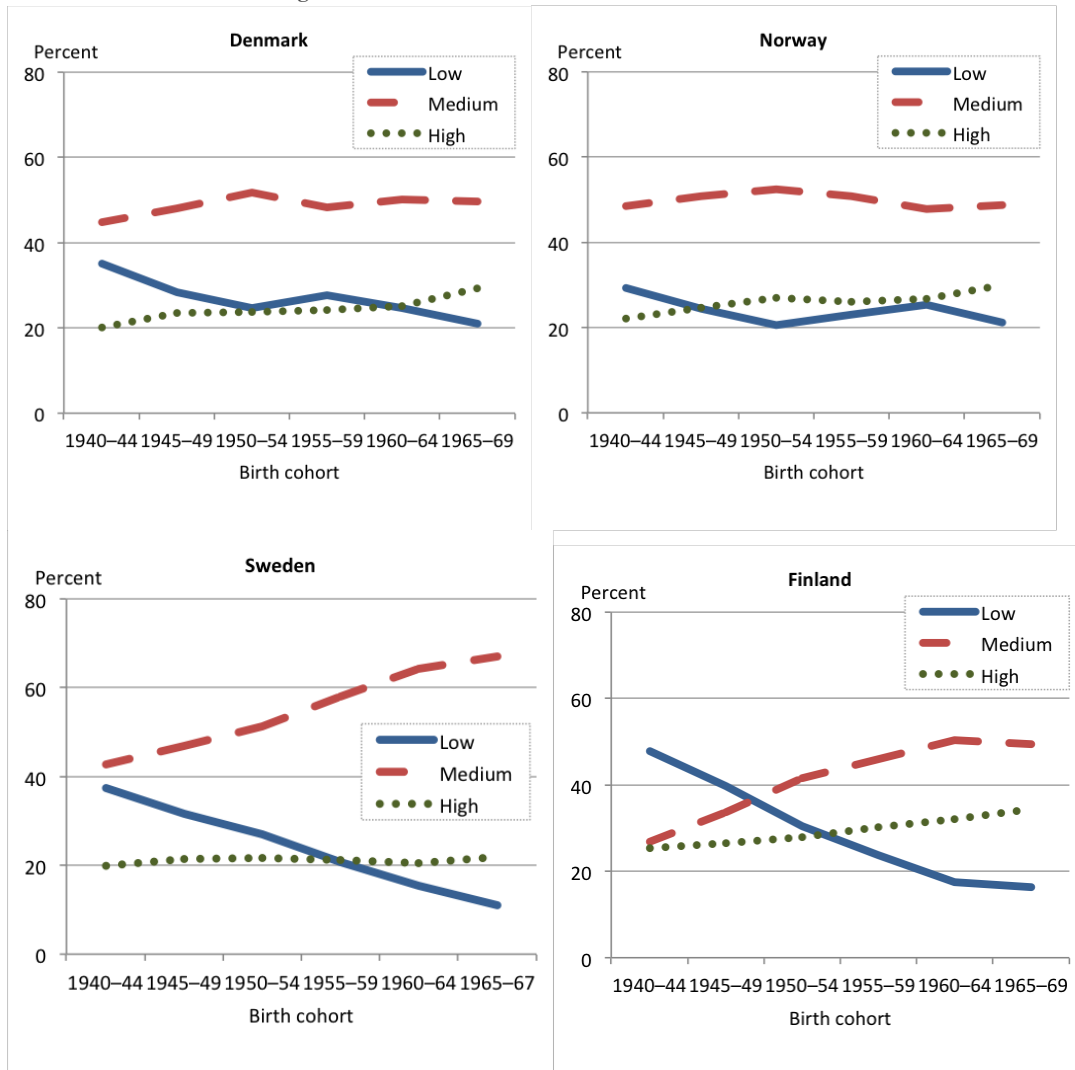 Denmark
Percent
Low
Medium
High
80
60
40
20
0
1940–44 1945–49 1950–54 1955–59 1960–64 1965–69
Birth cohort
Norway
Percent
Low
Medium
High
80
60
40
20
0
1940–44 1945–49 1950–54 1955–59 1960–64 1965–69
Birth cohort
Sweden
Percent
Low
Medium
High
80
60
40
20
0
1940–44 1945–49 1950–54 1955–59 1960–64 1965–67
Birth cohort
Finland
Percent
Low
Medium
High
80
60
40
20
0
1940–44 1945–49 1950–54 1955–59 1960–64 1965–69
Birth cohort